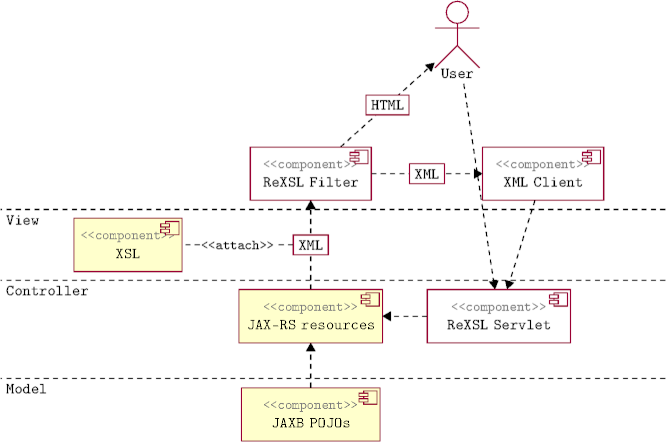 User
HTML
<<component>>
ReXSL Filter
XML
<<component>>
XML Client
View
<<component>>
XSL
<<attach>>
XML
Controller
<<component>>
JAX-RS resources
<<component>>
ReXSL Servlet
Model
<<component>>
JAXB POJOs